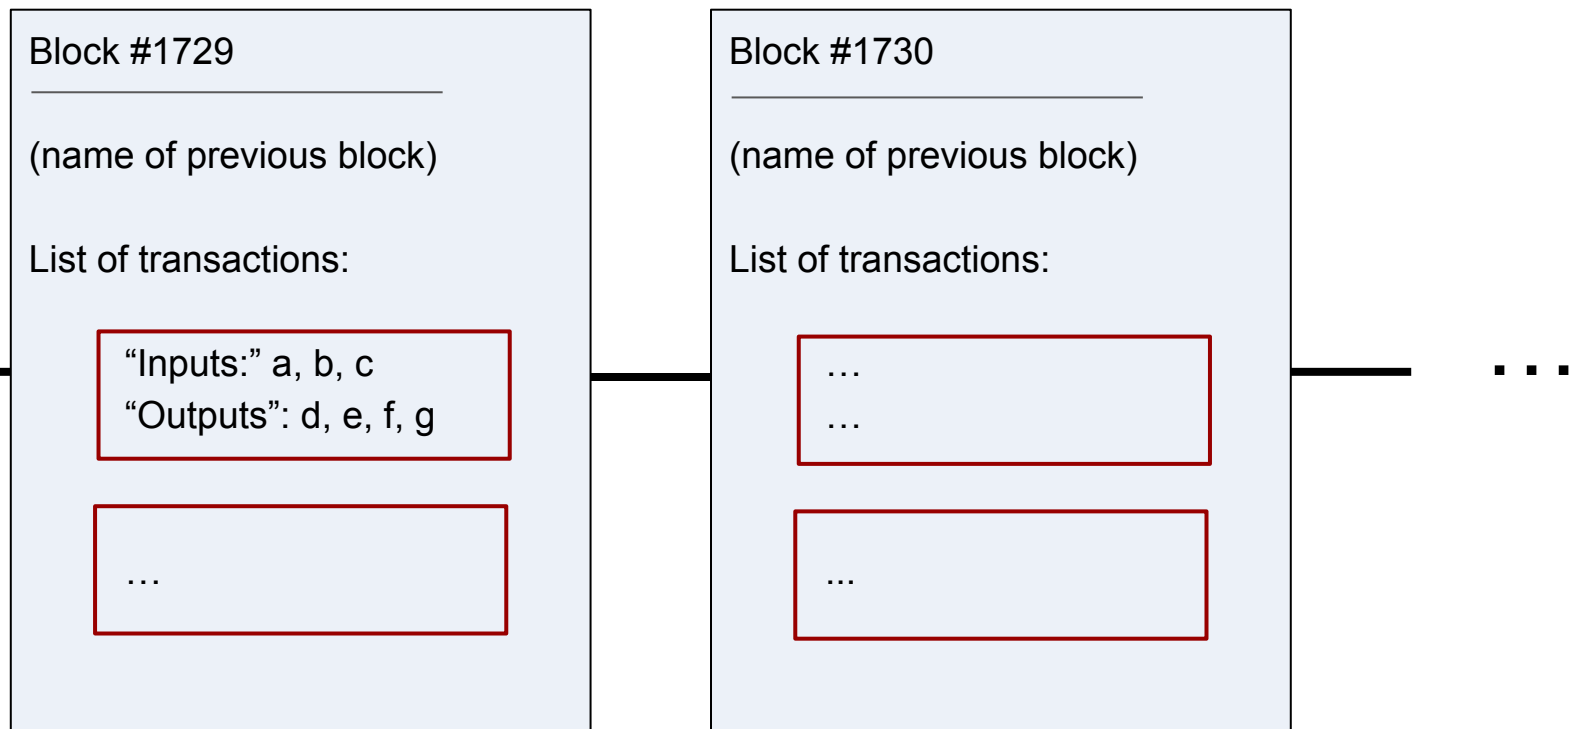 Block #1729
(name of previous block)
List of transactions:
“Inputs:” a, b, c
“Outputs”: d, e, f, g
…
Block #1730
(name of previous block)
List of transactions:
…
…
...
...